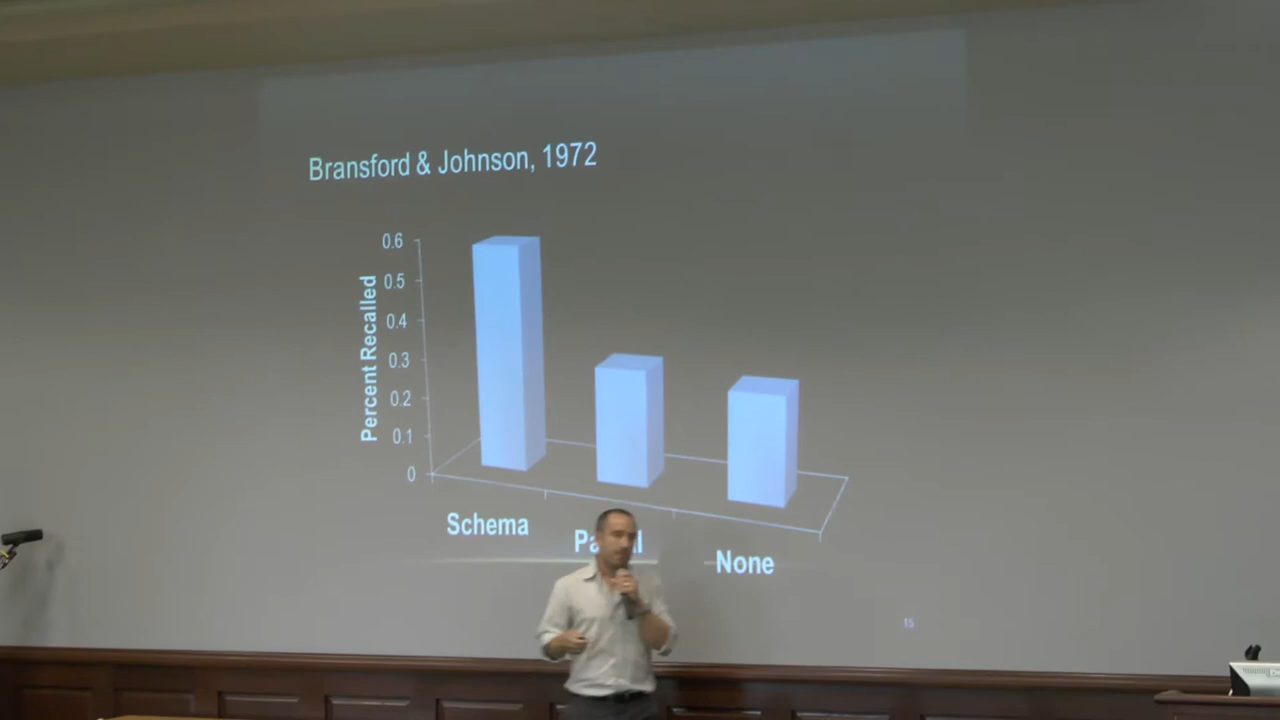 Bransford & Johnson, 1972
0.6
0.5
0.4
0.3
0.2
0.1
0
Percent Recalled
Schema
None
15